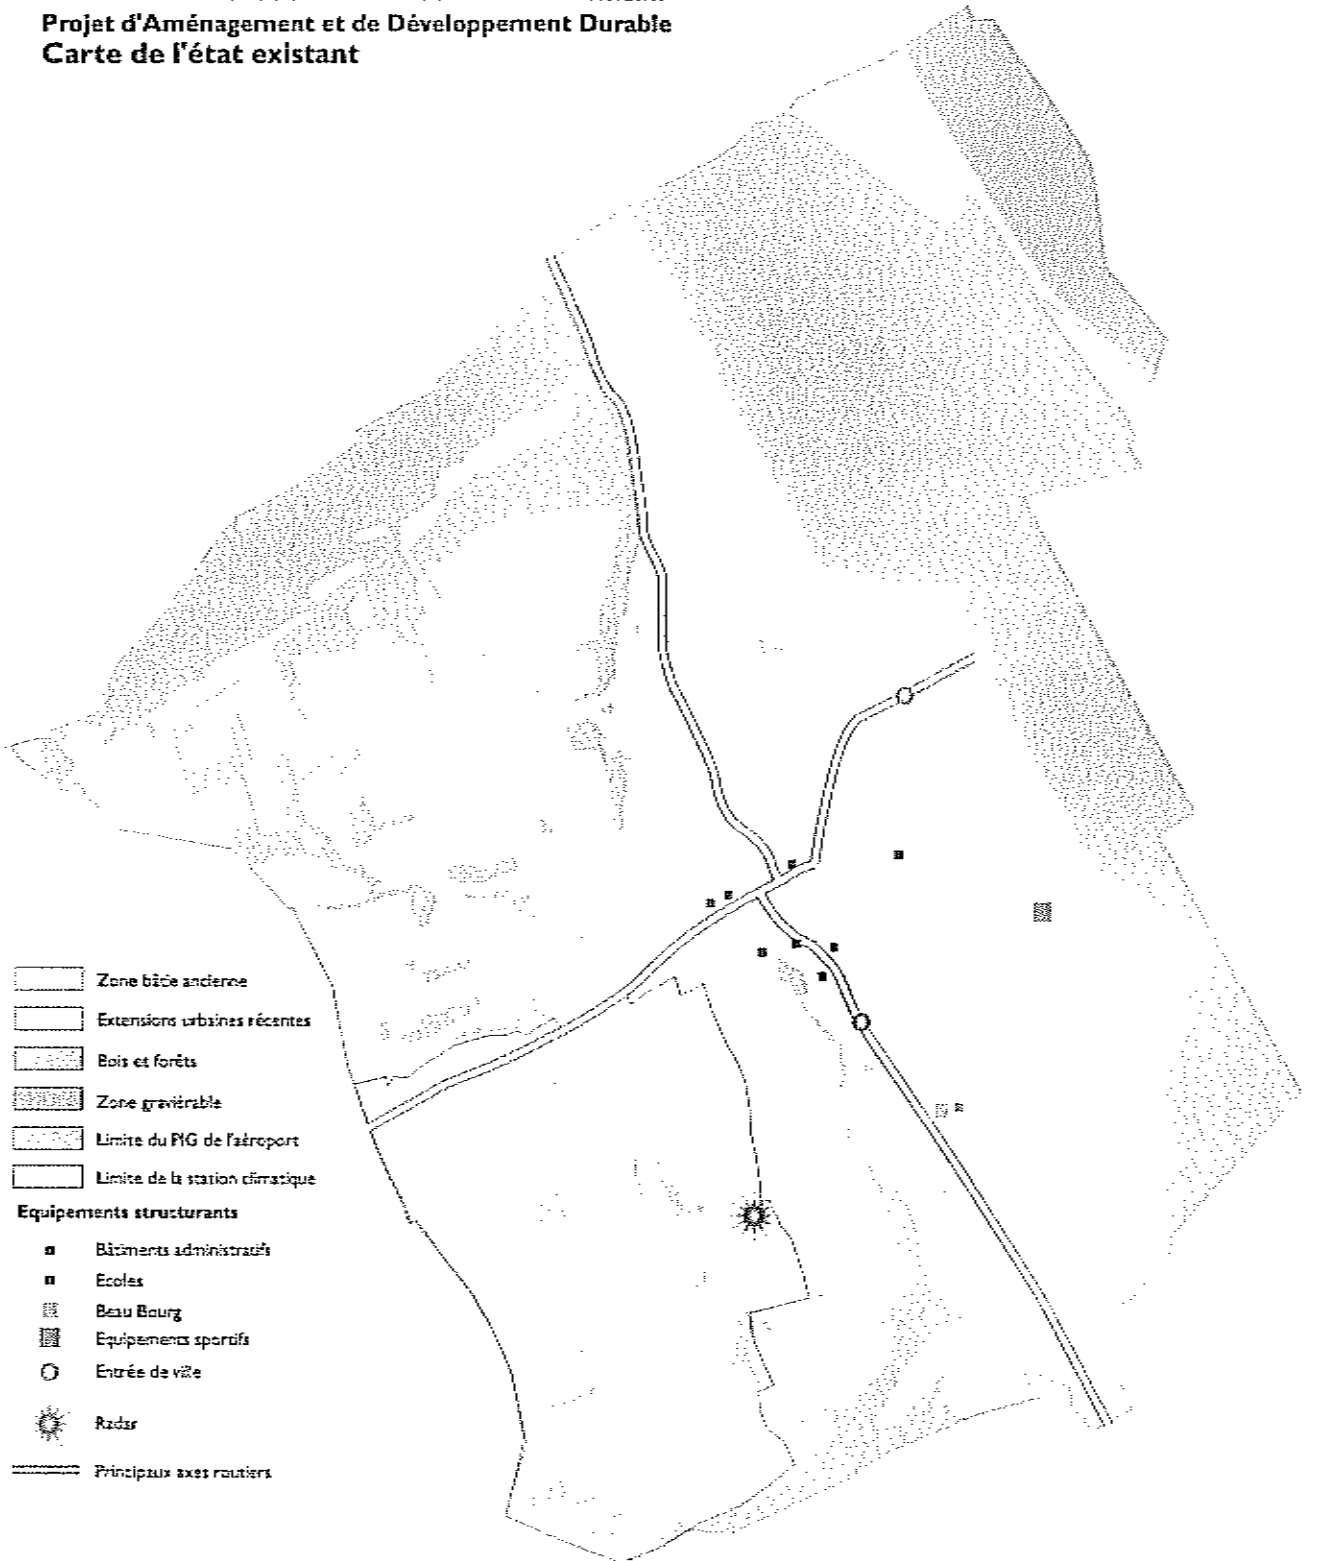 Projet d'Aménagement et de Développement Durable
Carte de l'état existant
Zone bâtie ancienne
Extensions urbaines récentes
Bois et forêts
Zone graviérable
Limite du PIG de l'aéroport
Limite de la station climatique
Equipements structurants
Bâtiments administratifs
Ecoles
Beau Bourg
Equipements sportifs
Entrée de ville
Radar
Principaux axes routiers